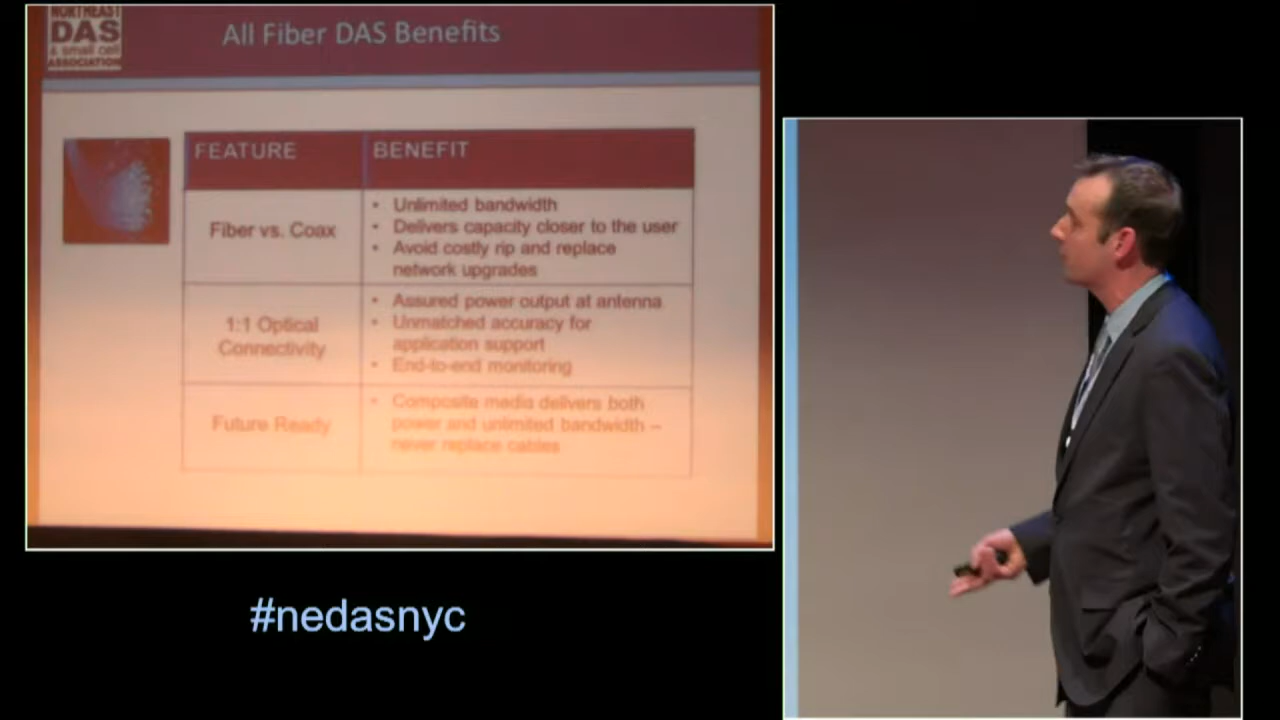 NORTHEAST
DAS
& small cell
ASSOCIATION
All Fiber DAS Benefits
FEATURE
BENEFIT
Fiber vs. Coax
• Unlimited bandwidth
• Delivers capacity closer to the user
• Avoid costly rip and replace
network upgrades
1:1 Optical
Connectivity
• Assured power output at antenna
• Unmatched accuracy for
application support
• End-to-end monitoring
Future Ready
• Composite media delivers both
power and unlimited bandwidth –
never replace cables
#nedasnyc